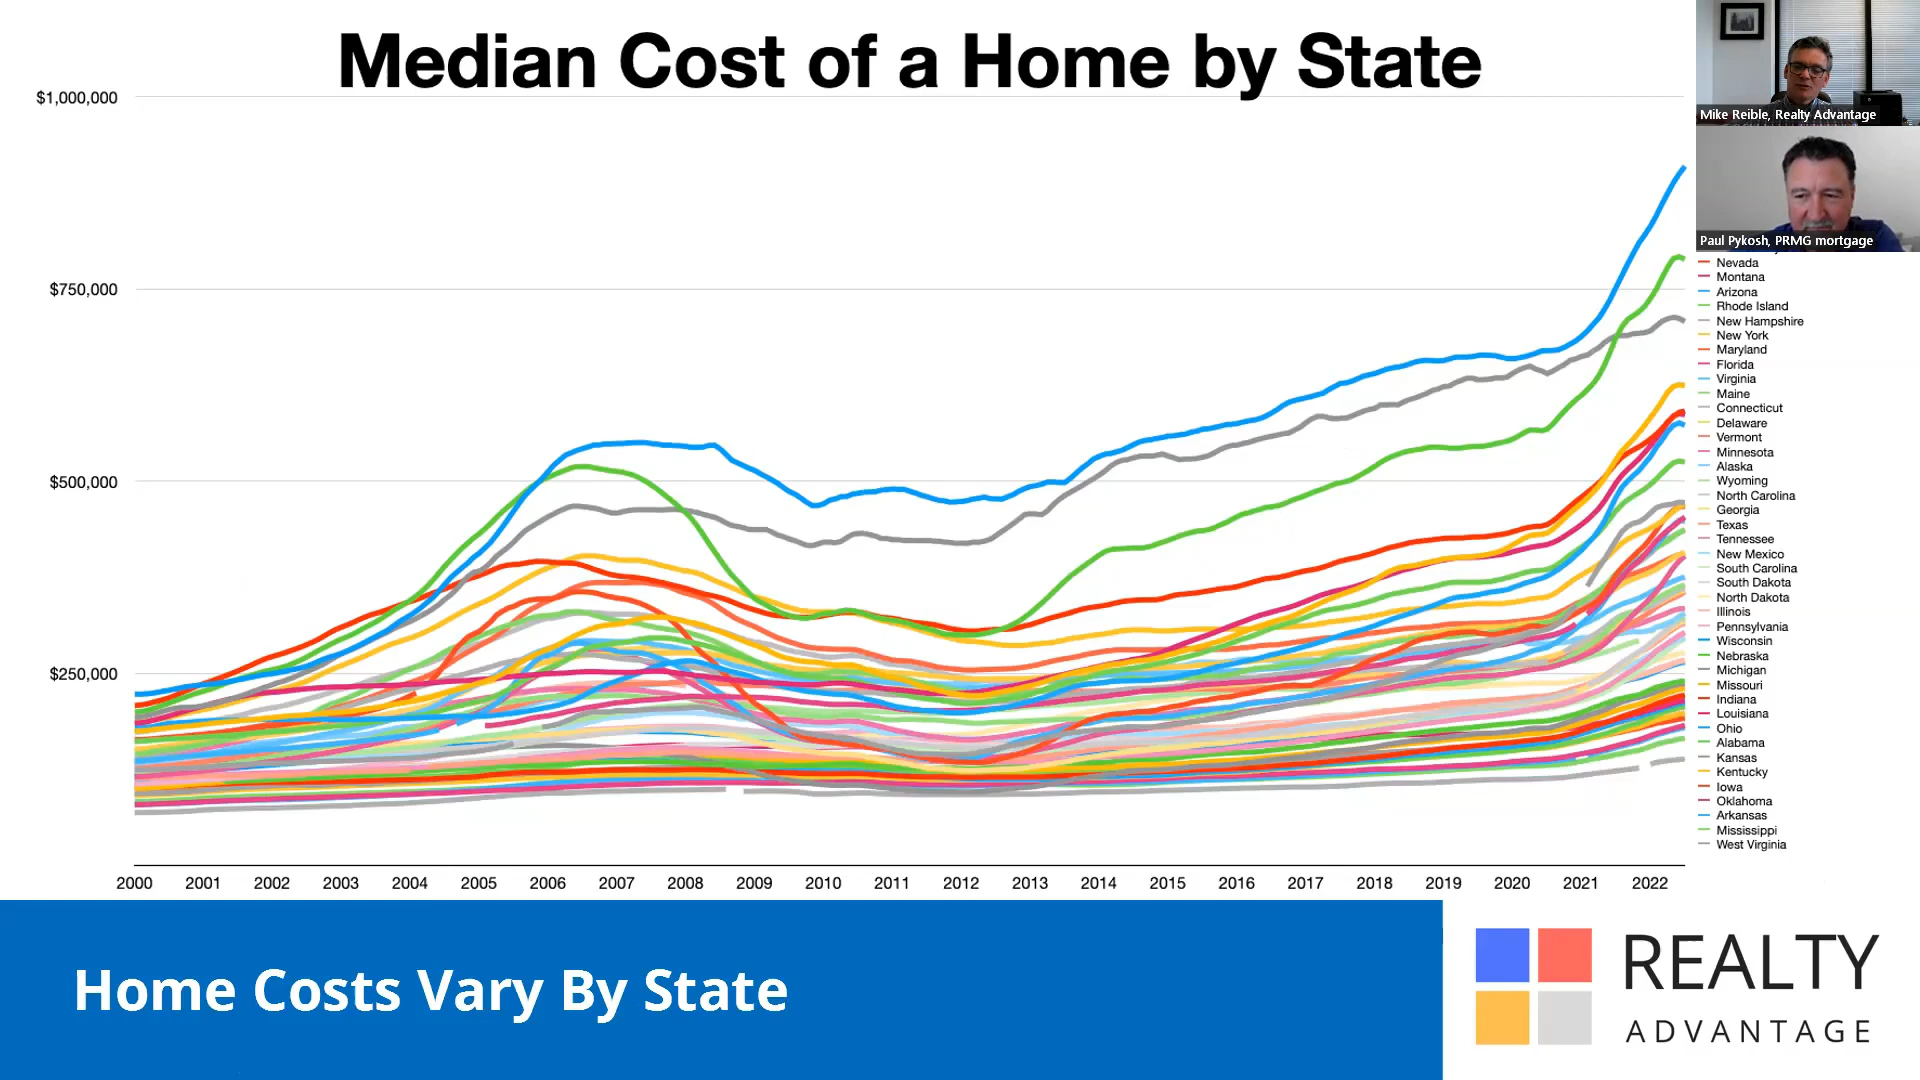 Median Cost of a Home by State
$1,000,000
$750,000
$500,000
$250,000
2000 2001 2002 2003 2004 2005 2006 2007 2008 2009 2010 2011 2012 2013 2014 2015 2016 2017 2018 2019 2020 2021 2022
Mike Reible, Realty Advantage
Paul Pykosh, PRMG mortgage
Nevada
Montana
Arizona
Rhode Island
New Hampshire
New York
Maryland
Florida
Virginia
Maine
Connecticut
Delaware
Vermont
Minnesota
Alaska
Wyoming
North Carolina
Georgia
Texas
Tennessee
New Mexico
South Carolina
South Dakota
North Dakota
Illinois
Pennsylvania
Wisconsin
Nebraska
Michigan
Missouri
Indiana
Louisiana
Ohio
Alabama
Kansas
Kentucky
Iowa
Oklahoma
Arkansas
Mississippi
West Virginia
Home Costs Vary By State
REALTY
ADVANTAGE